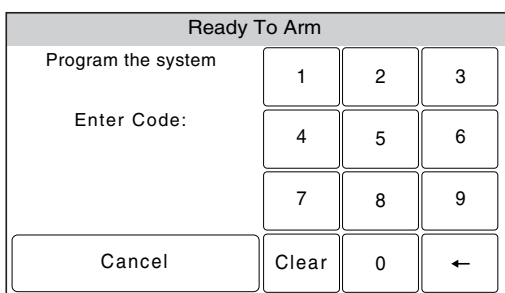 Ready To Arm
Program the system
1 2 3
Enter Code:
4 5 6
7 8 9
Cancel Clear 0 ←